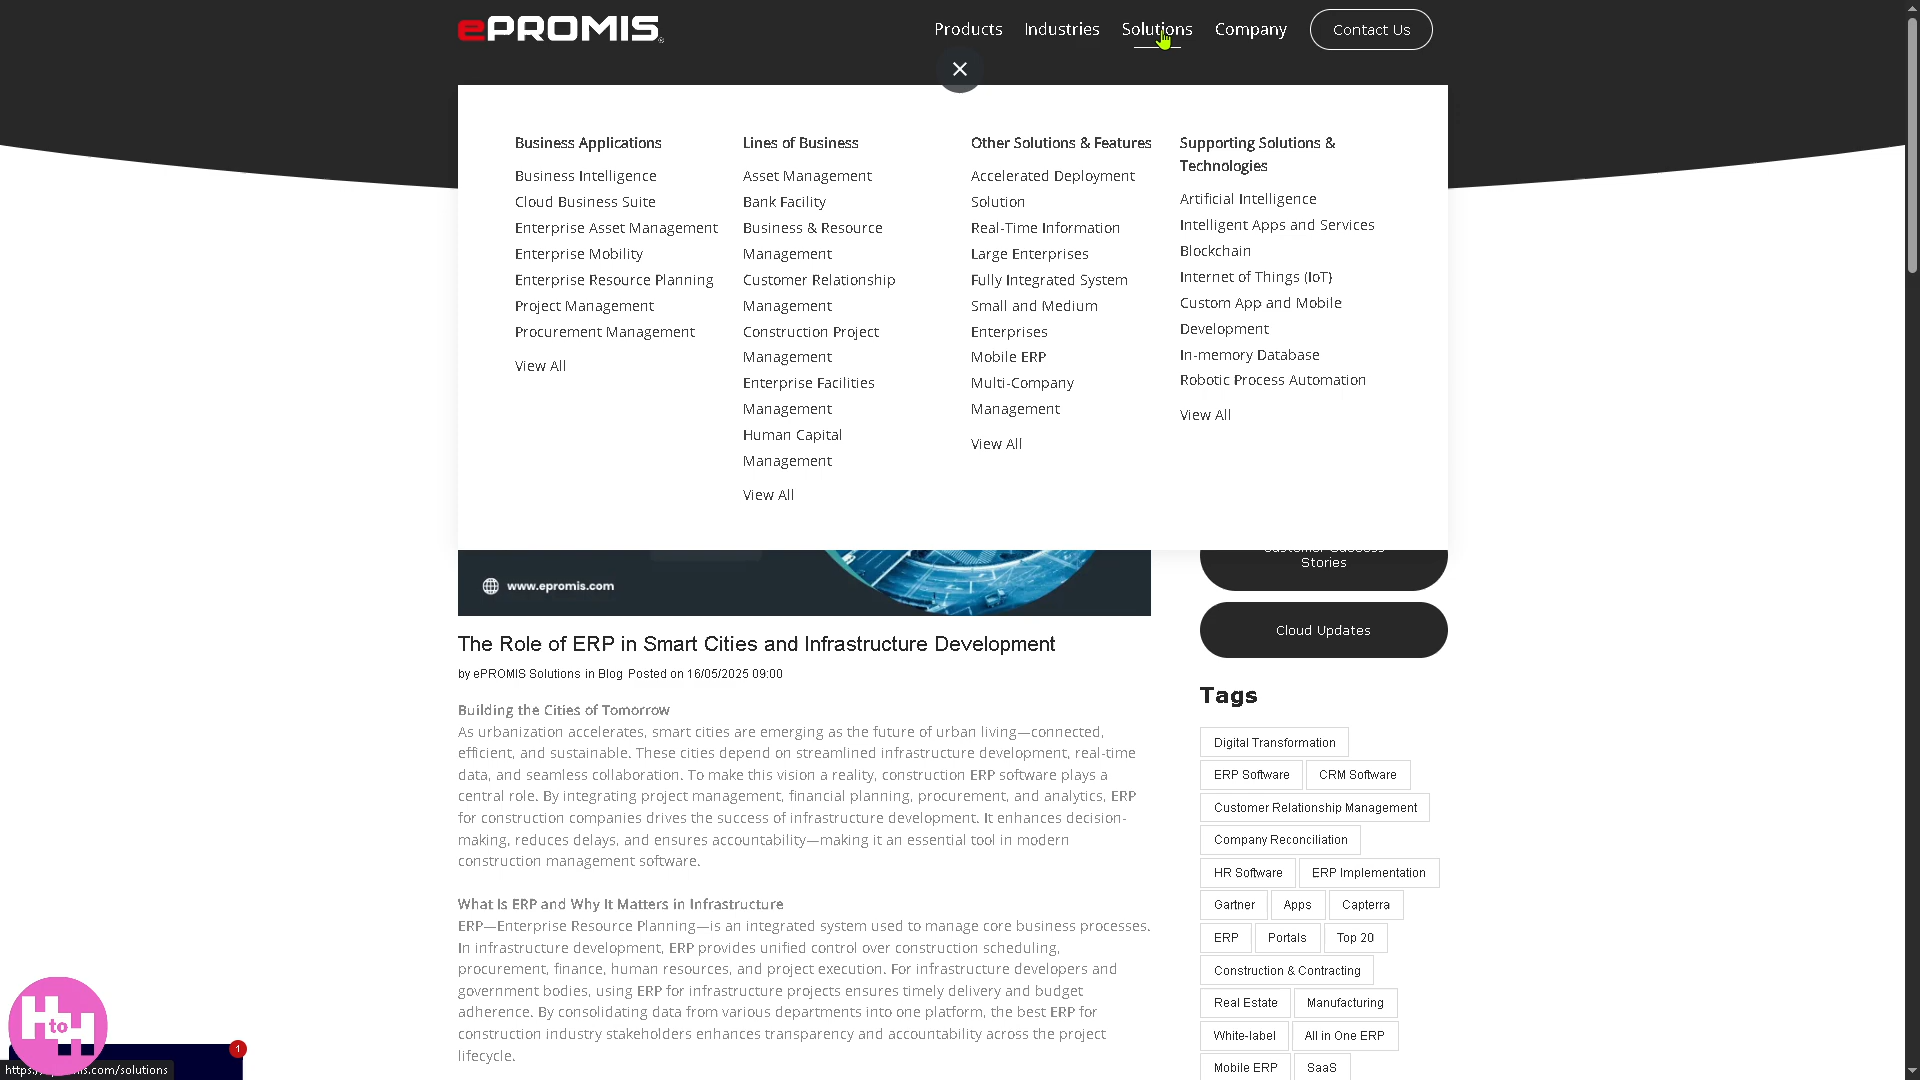 ePROMIS®
Products Industries Solutions Company Contact Us
Business Applications
Business Intelligence
Cloud Business Suite
Enterprise Asset Management
Enterprise Mobility
Enterprise Resource Planning
Project Management
Procurement Management
View All
Lines of Business
Asset Management
Bank Facility
Business & Resource
Management
Customer Relationship
Management
Construction Project
Management
Enterprise Facilities
Management
Human Capital
Management
View All
Other Solutions & Features
Accelerated Deployment
Solution
Real-Time Information
Large Enterprises
Fully Integrated System
Small and Medium
Enterprises
Mobile ERP
Multi-Company
Management
View All
Supporting Solutions &
Technologies
Artificial Intelligence
Intelligent Apps and Services
Blockchain
Internet of Things (IoT)
Custom App and Mobile
Development
In-memory Database
Robotic Process Automation
View All
www.epromis.com
The Role of ERP in Smart Cities and Infrastructure Development
by ePROMIS Solutions in Blog Posted on 16/05/2025 09:00
Building the Cities of Tomorrow
As urbanization accelerates, smart cities are emerging as the future of urban living—connected,
efficient, and sustainable. These cities depend on streamlined infrastructure development, real-time
data, and seamless collaboration. To make this vision a reality, construction ERP software plays a
central role. By integrating project management, financial planning, procurement, and analytics, ERP
for construction companies drives the success of infrastructure development. It enhances decision-
making, reduces delays, and ensures accountability—making it an essential tool in modern
construction management software.
What Is ERP and Why It Matters in Infrastructure
ERP—Enterprise Resource Planning—is an integrated system used to manage core business processes.
In infrastructure development, ERP provides unified control over construction scheduling,
procurement, finance, human resources, and project execution. For infrastructure developers and
government bodies, using ERP for infrastructure projects ensures timely delivery and budget
adherence. By consolidating data from various departments into one platform, the best ERP for
construction industry stakeholders enhances transparency and accountability across the project
lifecycle.
Customer Success
Stories
Cloud Updates
Tags
Digital Transformation
ERP Software CRM Software
Customer Relationship Management
Company Reconciliation
HR Software ERP Implementation
Gartner Apps Capterra
ERP Portals Top 20
Construction & Contracting
Real Estate Manufacturing
White-label All in One ERP
Mobile ERP SaaS
H to H
1